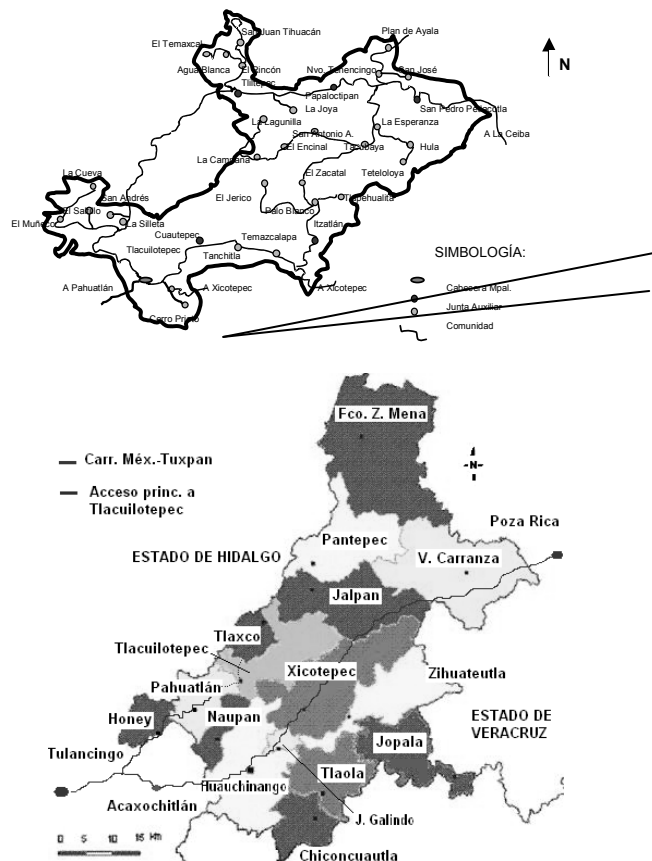 San Juan Tihuacán
Plan de Ayala
El Temaxcal
Agua Blanca
El Rincón
Nvo. Tenencingo
San José
N
Tliltepec
Papaloctipan
La Joya
San Pedro Petlacotla
La Lagunilla
La Esperanza
San Antonio A.
A La Ceiba
El Encinal
Tacubaya
Hula
La Campana
Teteloloya
La Cueva
El Zacatal
San Andrés
El Jerico
Palo Blanco
Tlapehualita
El Muñeco
El Sabilo
La Silleta
Itzatlán
Cuautepec
Temazcalapa
Tlacuilotepec
Tanchitla
SIMBOLOGÍA:
A Pahuatlán
A Xicotepec
A Xicotepec
Cabecera Mpal.
Junta Auxiliar
Cerro Prieto
Comunidad
Fco. Z. Mena
Carr. Méx.-Tuxpan
-N-
Acceso princ. a
Tlacuilotepec
Poza Rica
Pantepec
ESTADO DE HIDALGO
V. Carranza
Jalpan
Tlaxco
Tlacuilotepec
Xicotepec
Zihuateutla
Pahuatlán
Honey
Naupan
ESTADO DE
VERACRUZ
Jopala
Tulancingo
Tlaola
Huauchinango
Acaxochitlán
J. Galindo
0 5 10 15 km
Chiconcuautla